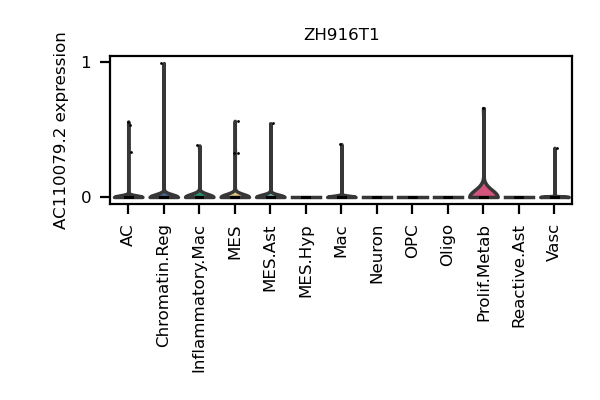 ZH916T1
AC110079.2 expression
1
0
AC
Chromatin.Reg
Inflammatory.Mac
MES
MES.Ast
MES.Hyp
Mac
Neuron
OPC
Oligo
Prolif.Metab
Reactive.Ast
Vasc